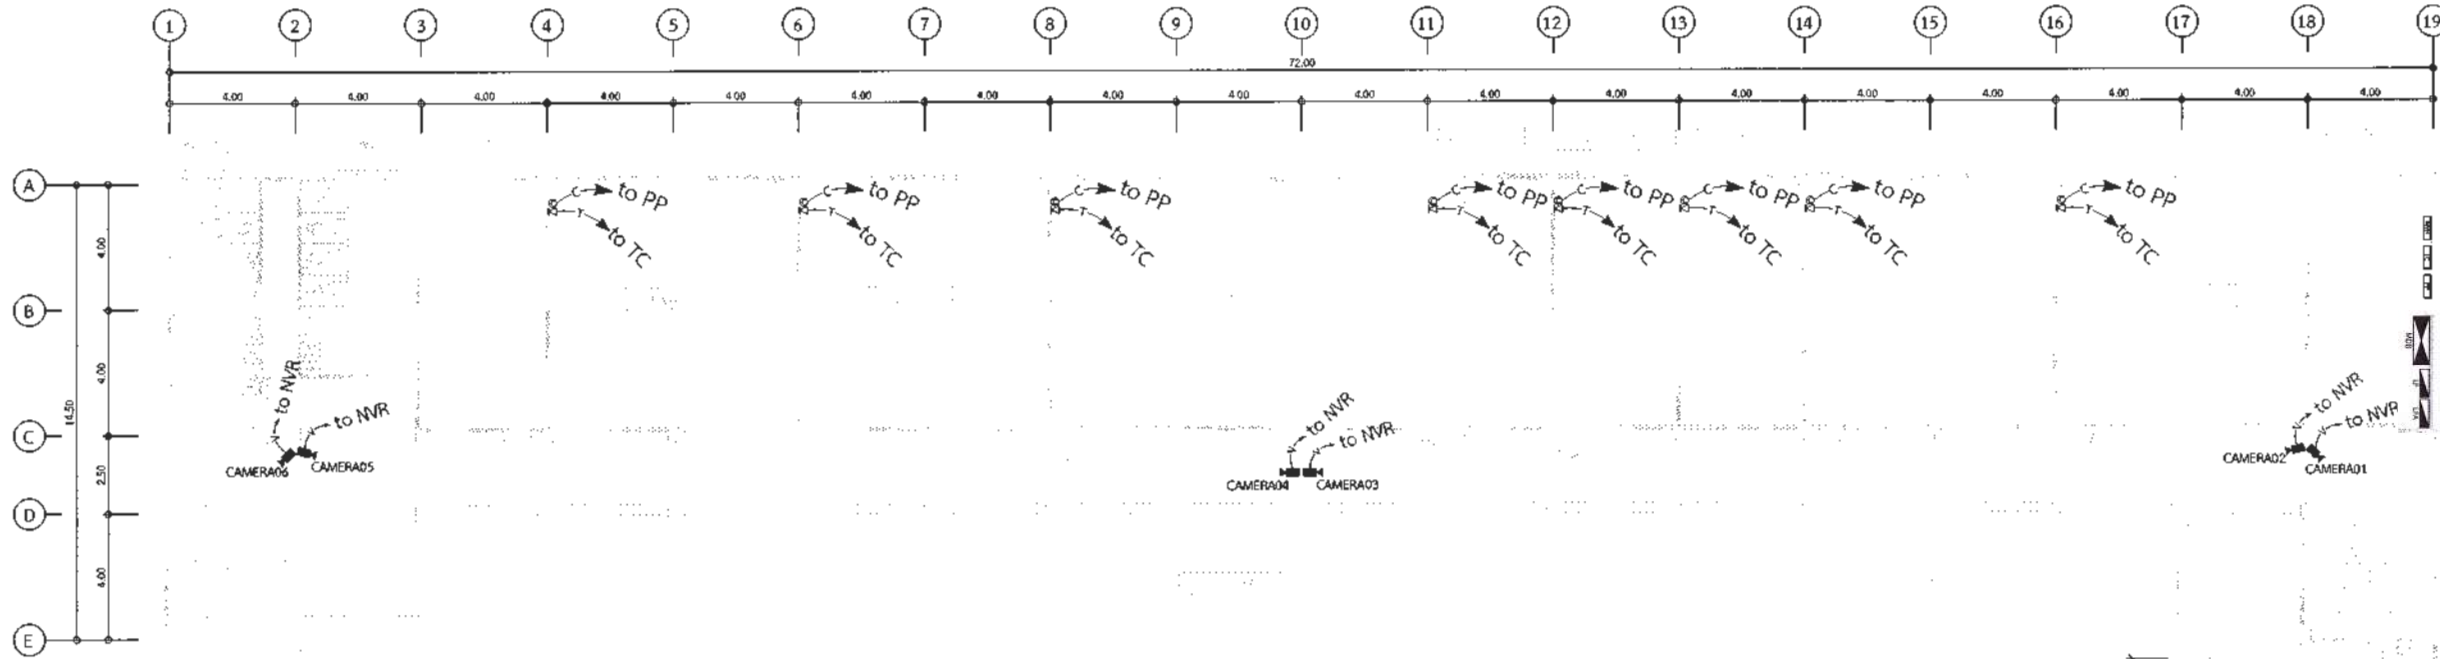 1 2 3 4 5 6 7 8 9 10 11 12 13 14 15 16 17 18 19
72.00
4.00 4.00 4.00 4.00 4.00 4.00 4.00 4.00 4.00 4.00 4.00 4.00 4.00 4.00 4.00 4.00 4.00 4.00
A
C to PP C to PP C to PP C to PP C to PP C to PP C to PP C to PP
T to TC T to TC T to TC T to TC T to TC T to TC T to TC T to TC
4.00
B
MDB
4.00
14.50
LP
V to NVR
V to NVR
V to NVR
V to NVR
V to NVR
V to NVR
C
CAMERA06 CAMERA05
CAMERA04 CAMERA03
CAMERA02 CAMERA01
2.50
D
4.00
E